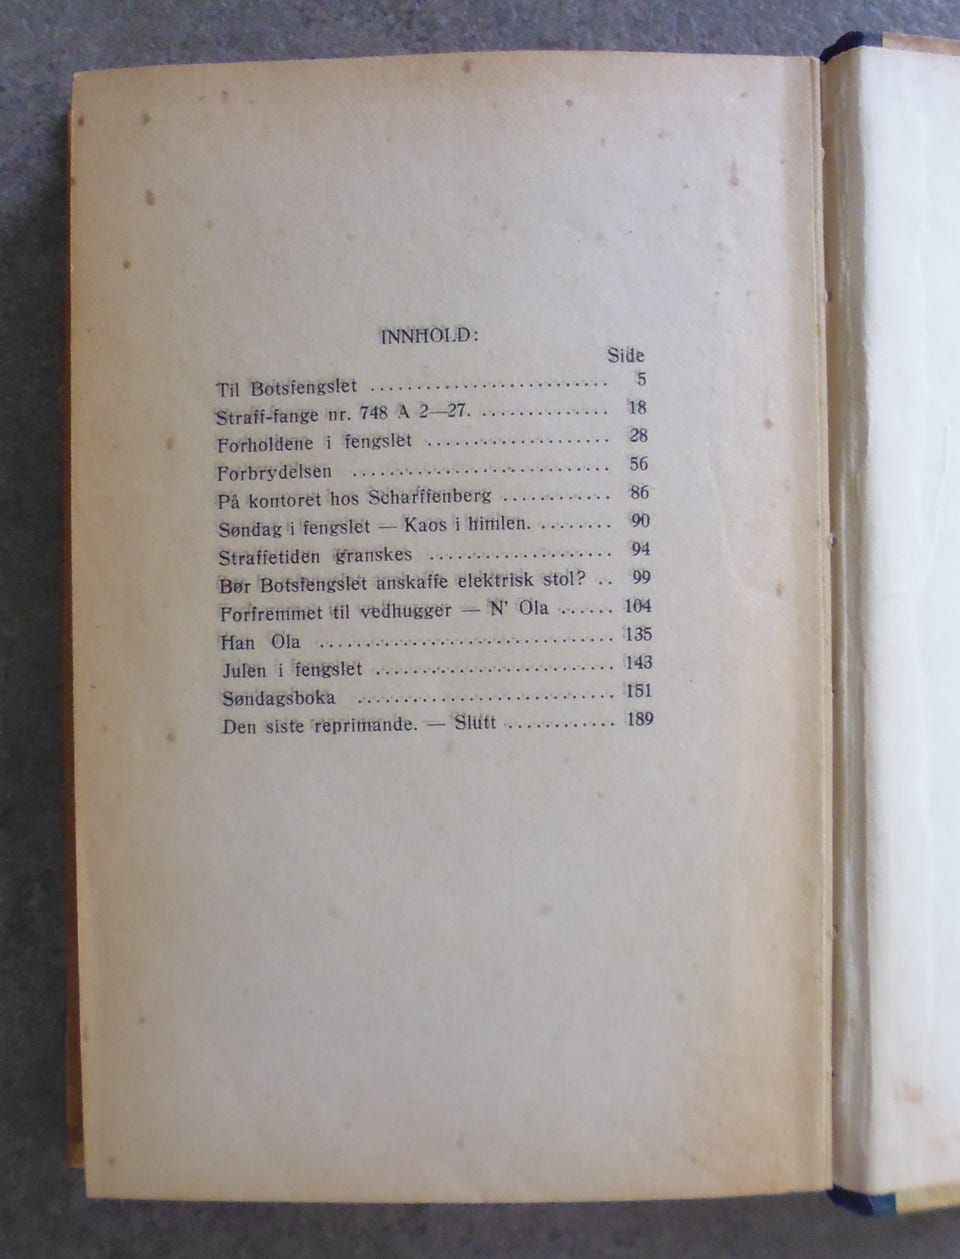 INNHOLD:
Side
Til Botsfengslet .......................... 5
Straff-fange nr. 748 A 2—27. .............. 18
Forholdene i fengslet .................... 28
Forbrydelsen ............................ 56
På kontoret hos Scharffenberg ............ 86
Søndag i fengslet — Kaos i himlen. ........ 90
Straffetiden granskes .................... 94
Bør Botsfengslet anskaffe elektrisk stol? .. 99
Forfremmet til vedhugger — N' Ola ...... 104
Han Ola ................................ 135
Julen i fengslet .......................... 143
Søndagsboka ............................ 151
Den siste reprimande. — Slutt ............ 189